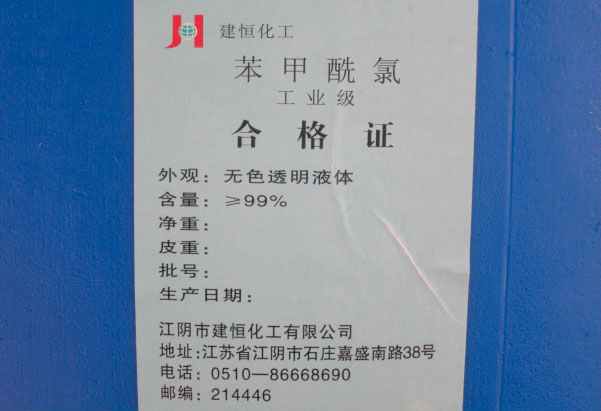 JH 建恒化工
苯甲酰氯
工业级
合格证
外观：无色透明液体
含量：≥99%
净重：
皮重：
批号：
生产日期：
江阴市建恒化工有限公司
地址:江苏省江阴市石庄嘉盛南路38号
电话：0510—86668690
邮编：214446